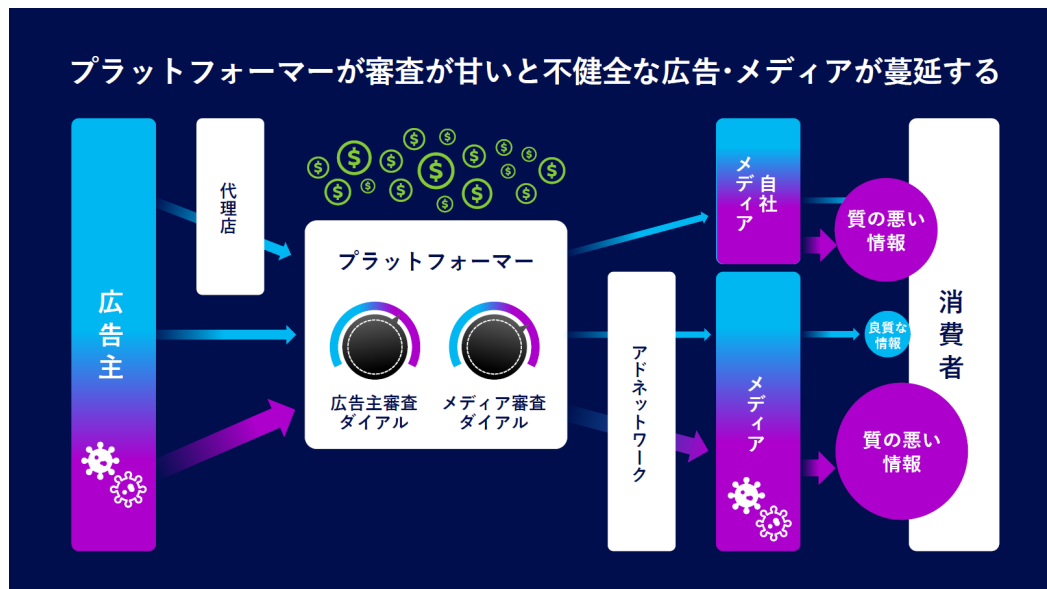 プラットフォーマーが審査が甘いと不健全な広告・メディアが蔓延する
広告主
代理店
$ $ $ $ $ $ $ $ $ $ $ $ $ $ $
プラットフォーマー
広告主審査
ダイアル
メディア審査
ダイアル
アドネットワーク
自社
メディア
メディア
質の悪い
情報
良質な
情報
質の悪い
情報
消費者